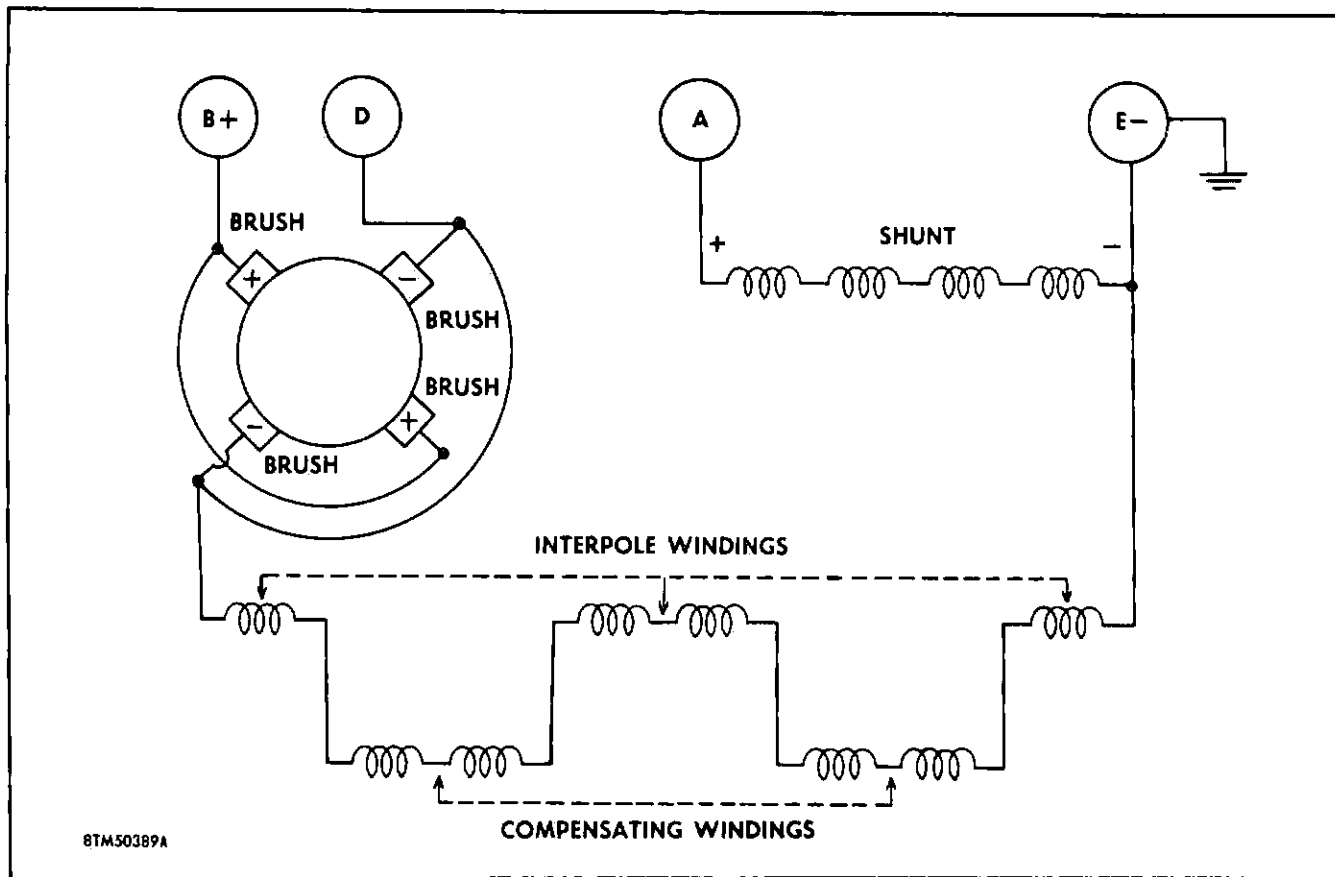 B+
D
A
E−
BRUSH
+
−
BRUSH
BRUSH
−
+
BRUSH
+
SHUNT
−
INTERPOLE WINDINGS
COMPENSATING WINDINGS
8TM50389A